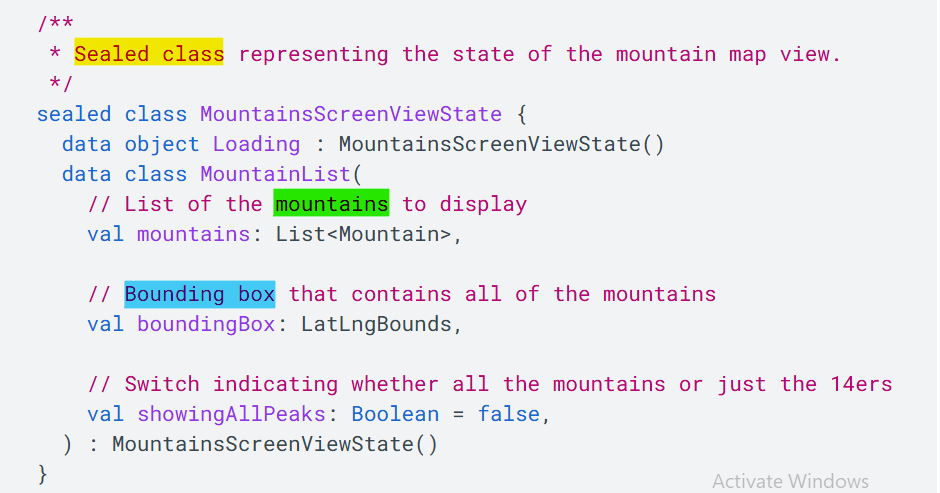 /**
 * Sealed class representing the state of the mountain map view.
 */
sealed class MountainsScreenViewState {
  data object Loading : MountainsScreenViewState()
  data class MountainList(
    // List of the mountains to display
    val mountains: List<Mountain>,

    // Bounding box that contains all of the mountains
    val boundingBox: LatLngBounds,

    // Switch indicating whether all the mountains or just the 14ers
    val showingAllPeaks: Boolean = false,
  ) : MountainsScreenViewState()
}
Activate Windows